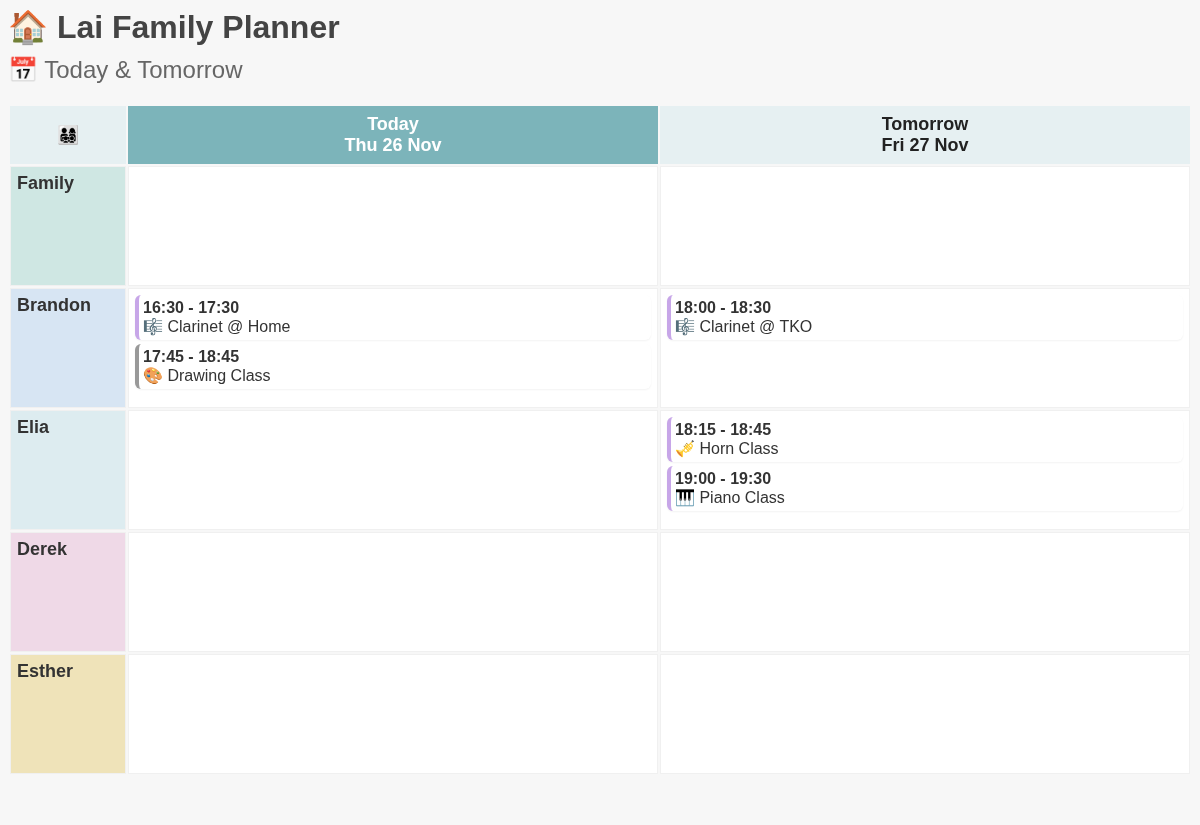 🏠 Lai Family Planner
📅 Today & Tomorrow
Today
Thu 26 Nov
Tomorrow
Fri 27 Nov
Family
Brandon
16:30 - 17:30
🎼 Clarinet @ Home
17:45 - 18:45
🎨 Drawing Class
18:00 - 18:30
🎼 Clarinet @ TKO
Elia
18:15 - 18:45
🎺 Horn Class
19:00 - 19:30
🎹 Piano Class
Derek
Esther